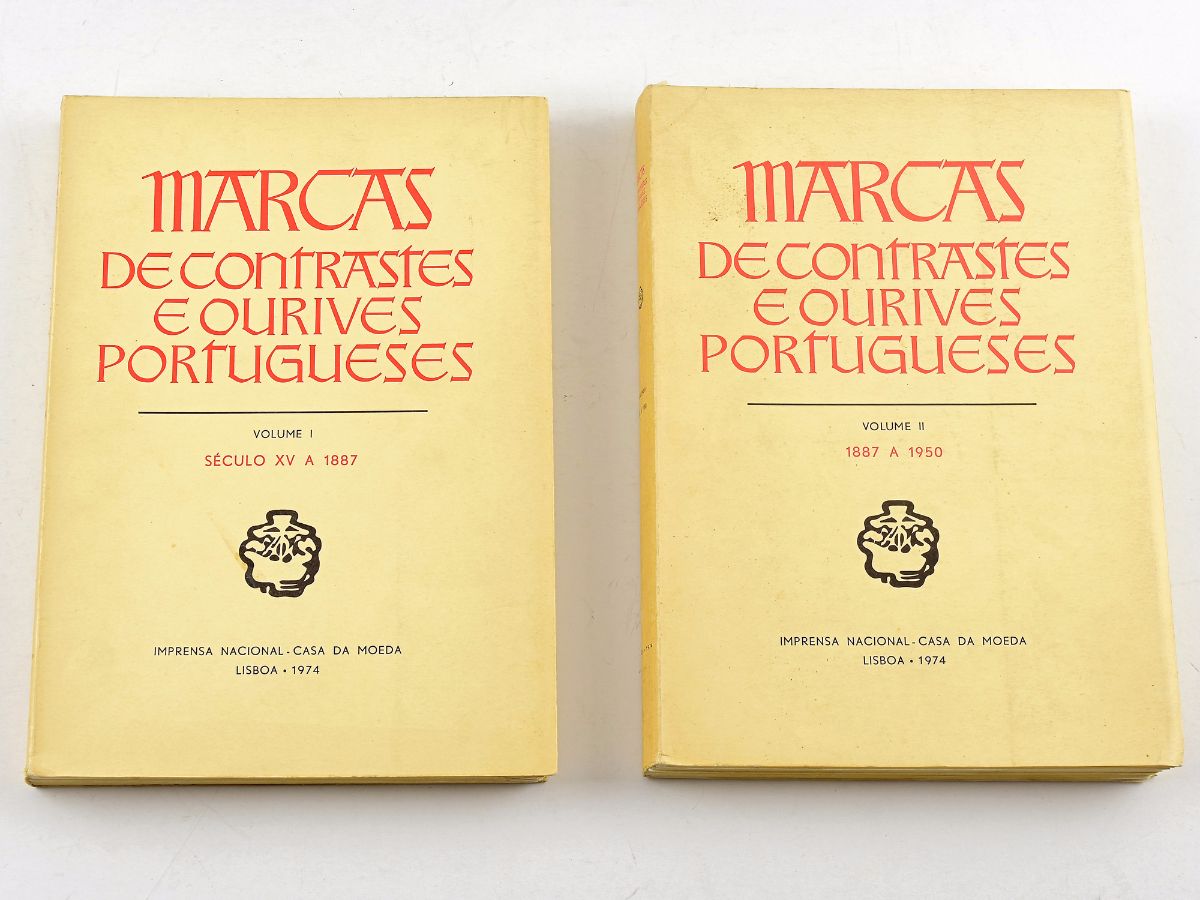 MARCAS
DE CONTRASTES
E OURIVES
PORTUGUESES
VOLUME I
SÉCULO XV A 1887
IMPRENSA NACIONAL - CASA DA MOEDA
LISBOA • 1974
MARCAS
DE CONTRASTES
E OURIVES
PORTUGUESES
VOLUME II
1887 A 1950
IMPRENSA NACIONAL - CASA DA MOEDA
LISBOA • 1974